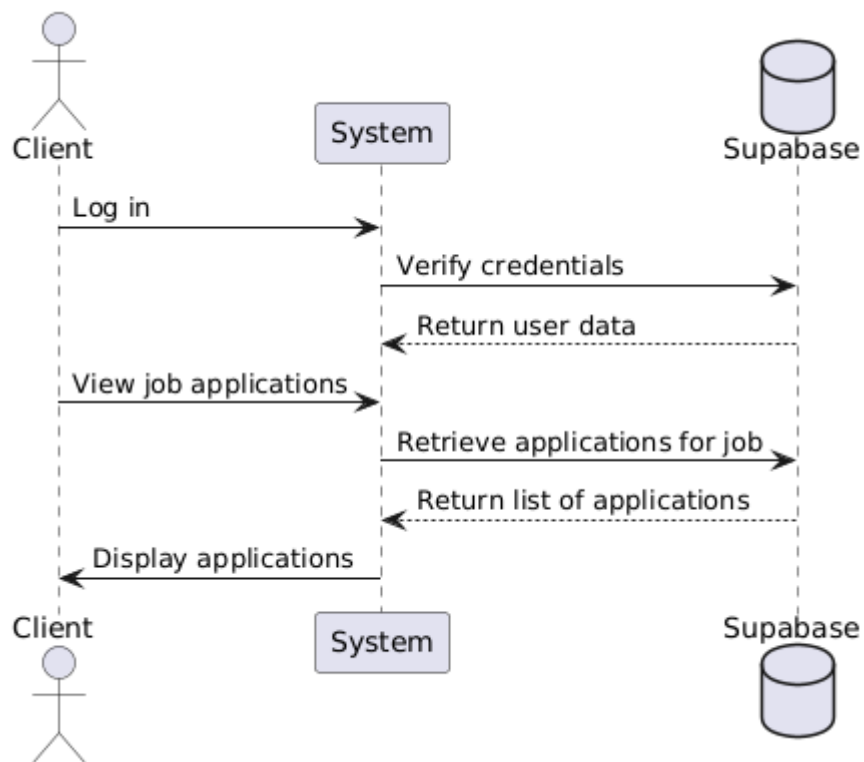 Client
System
Supabase
Log in
Verify credentials
Return user data
View job applications
Retrieve applications for job
Return list of applications
Display applications
Client
System
Supabase